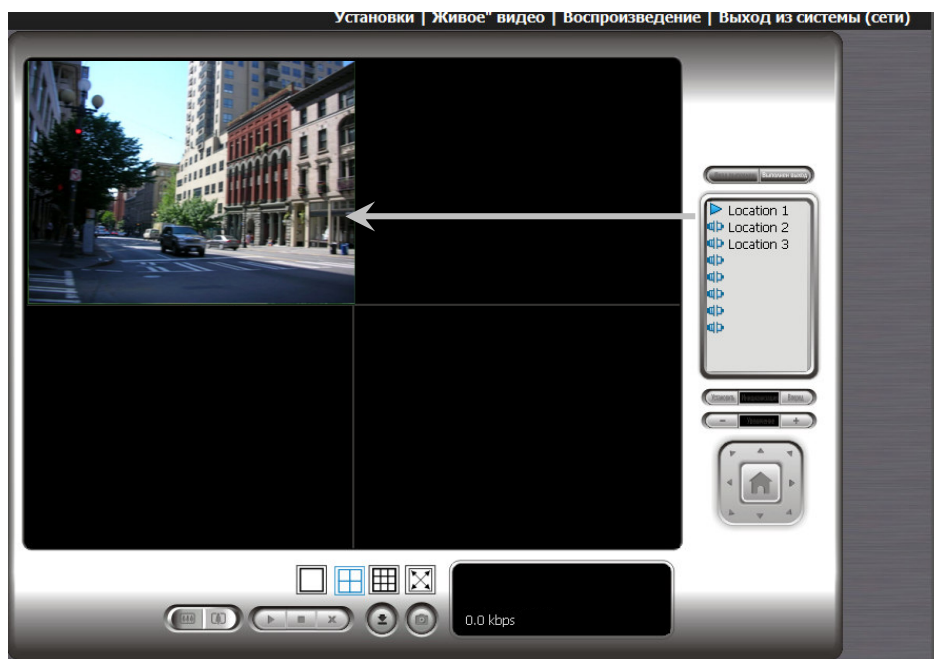 Установки | Живое" видео | Воспроизведение | Выход из системы (сети)
Location 1
Location 2
Location 3
0.0 kbps